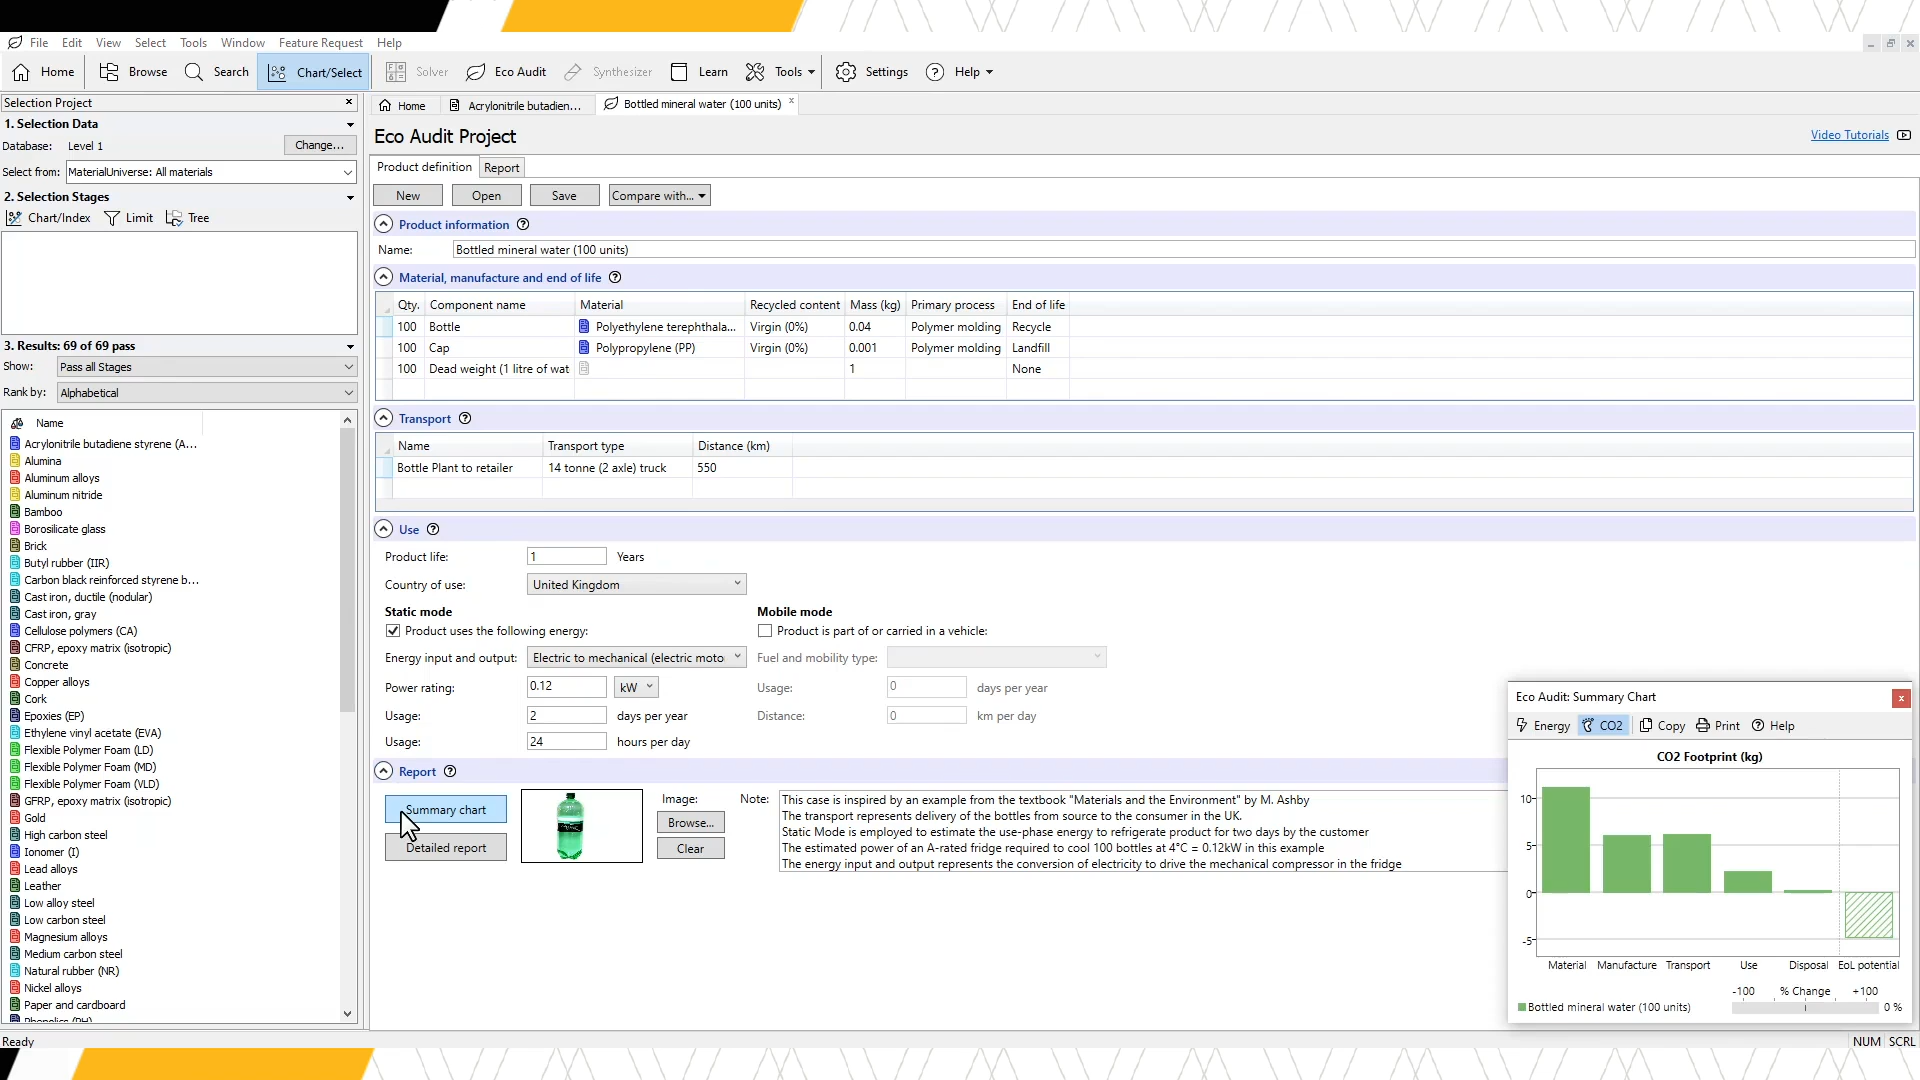 File Edit View Select Tools Window Feature Request Help
Home Browse Search Chart/Select Solver Eco Audit Synthesizer Learn Tools Settings Help
Selection Project
1. Selection Data
Database: Level 1 Change...
Select from: MaterialUniverse: All materials
2. Selection Stages
Chart/Index Limit Tree
3. Results: 69 of 69 pass
Show: Pass all Stages
Rank by: Alphabetical
Name
Acrylonitrile butadiene styrene (A...
Alumina
Aluminum alloys
Aluminum nitride
Bamboo
Borosilicate glass
Brick
Butyl rubber (IIR)
Carbon black reinforced styrene b...
Cast iron, ductile (nodular)
Cast iron, gray
Cellulose polymers (CA)
CFRP, epoxy matrix (isotropic)
Concrete
Copper alloys
Cork
Epoxies (EP)
Ethylene vinyl acetate (EVA)
Flexible Polymer Foam (LD)
Flexible Polymer Foam (MD)
Flexible Polymer Foam (VLD)
GFRP, epoxy matrix (isotropic)
Gold
High carbon steel
Ionomer (I)
Lead alloys
Leather
Low alloy steel
Low carbon steel
Magnesium alloys
Medium carbon steel
Natural rubber (NR)
Nickel alloys
Paper and cardboard
Phenolics (PH)
Home Acrylonitrile butadien... Bottled mineral water (100 units)
Eco Audit Project Video Tutorials
Product definition Report
New Open Save Compare with...
Product information
Name: Bottled mineral water (100 units)
Material, manufacture and end of life
Qty. Component name Material Recycled content Mass (kg) Primary process End of life
100 Bottle Polyethylene terephthala... Virgin (0%) 0.04 Polymer molding Recycle
100 Cap Polypropylene (PP) Virgin (0%) 0.001 Polymer molding Landfill
100 Dead weight (1 litre of wat 1 None
Transport
Name Transport type Distance (km)
Bottle Plant to retailer 14 tonne (2 axle) truck 550
Use
Product life: 1 Years
Country of use: United Kingdom
Static mode Mobile mode
Product uses the following energy: Product is part of or carried in a vehicle:
Energy input and output: Electric to mechanical (electric moto Fuel and mobility type:
Power rating: 0.12 kW Usage: 0 days per year
Usage: 2 days per year Distance: 0 km per day
Usage: 24 hours per day
Report
Summary chart
Detailed report
Image:
Browse...
Clear
Note: This case is inspired by an example from the textbook "Materials and the Environment" by M. Ashby
The transport represents delivery of the bottles from source to the consumer in the UK.
Static Mode is employed to estimate the use-phase energy to refrigerate product for two days by the customer
The estimated power of an A-rated fridge required to cool 100 bottles at 4°C = 0.12kW in this example
The energy input and output represents the conversion of electricity to drive the mechanical compressor in the fridge
Eco Audit: Summary Chart
Energy CO2 Copy Print Help
CO2 Footprint (kg)
10
5
0
-5
Material Manufacture Transport Use Disposal EoL potential
-100 % Change +100
Bottled mineral water (100 units) 0 %
Ready NUM SCRL